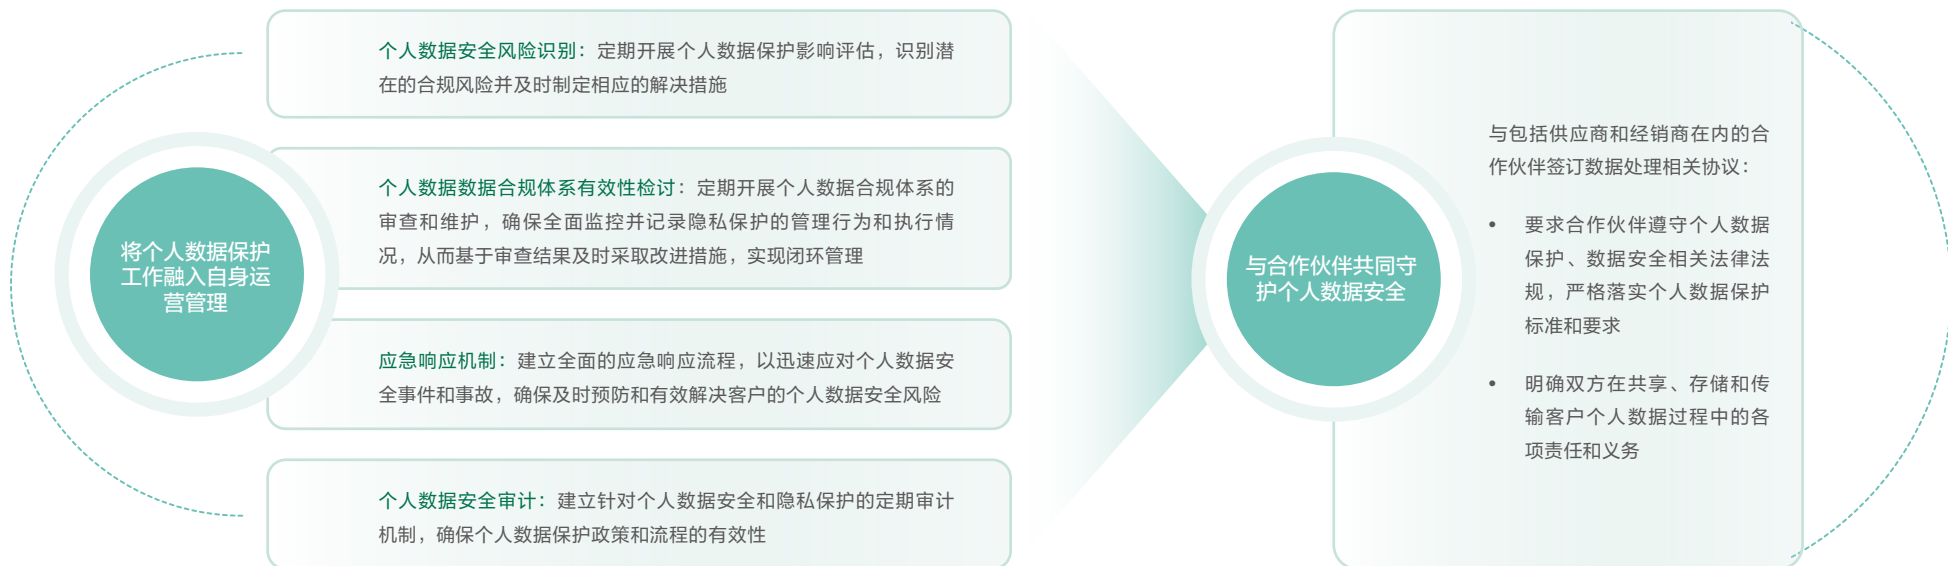 将个人数据保护
工作融入自身运
营管理
个人数据安全风险识别：定期开展个人数据保护影响评估，识别潜
在的合规风险并及时制定相应的解决措施
个人数据数据合规体系有效性检讨：定期开展个人数据合规体系的
审查和维护，确保全面监控并记录隐私保护的管理行为和执行情
况，从而基于审查结果及时采取改进措施，实现闭环管理
应急响应机制：建立全面的应急响应流程，以迅速应对个人数据安
全事件和事故，确保及时预防和有效解决客户的个人数据安全风险
个人数据安全审计：建立针对个人数据安全和隐私保护的定期审计
机制，确保个人数据保护政策和流程的有效性
与合作伙伴共同守
护个人数据安全
与包括供应商和经销商在内的合
作伙伴签订数据处理相关协议：
• 要求合作伙伴遵守个人数据
保护、数据安全相关法律法
规，严格落实个人数据保护
标准和要求
• 明确双方在共享、存储和传
输客户个人数据过程中的各
项责任和义务